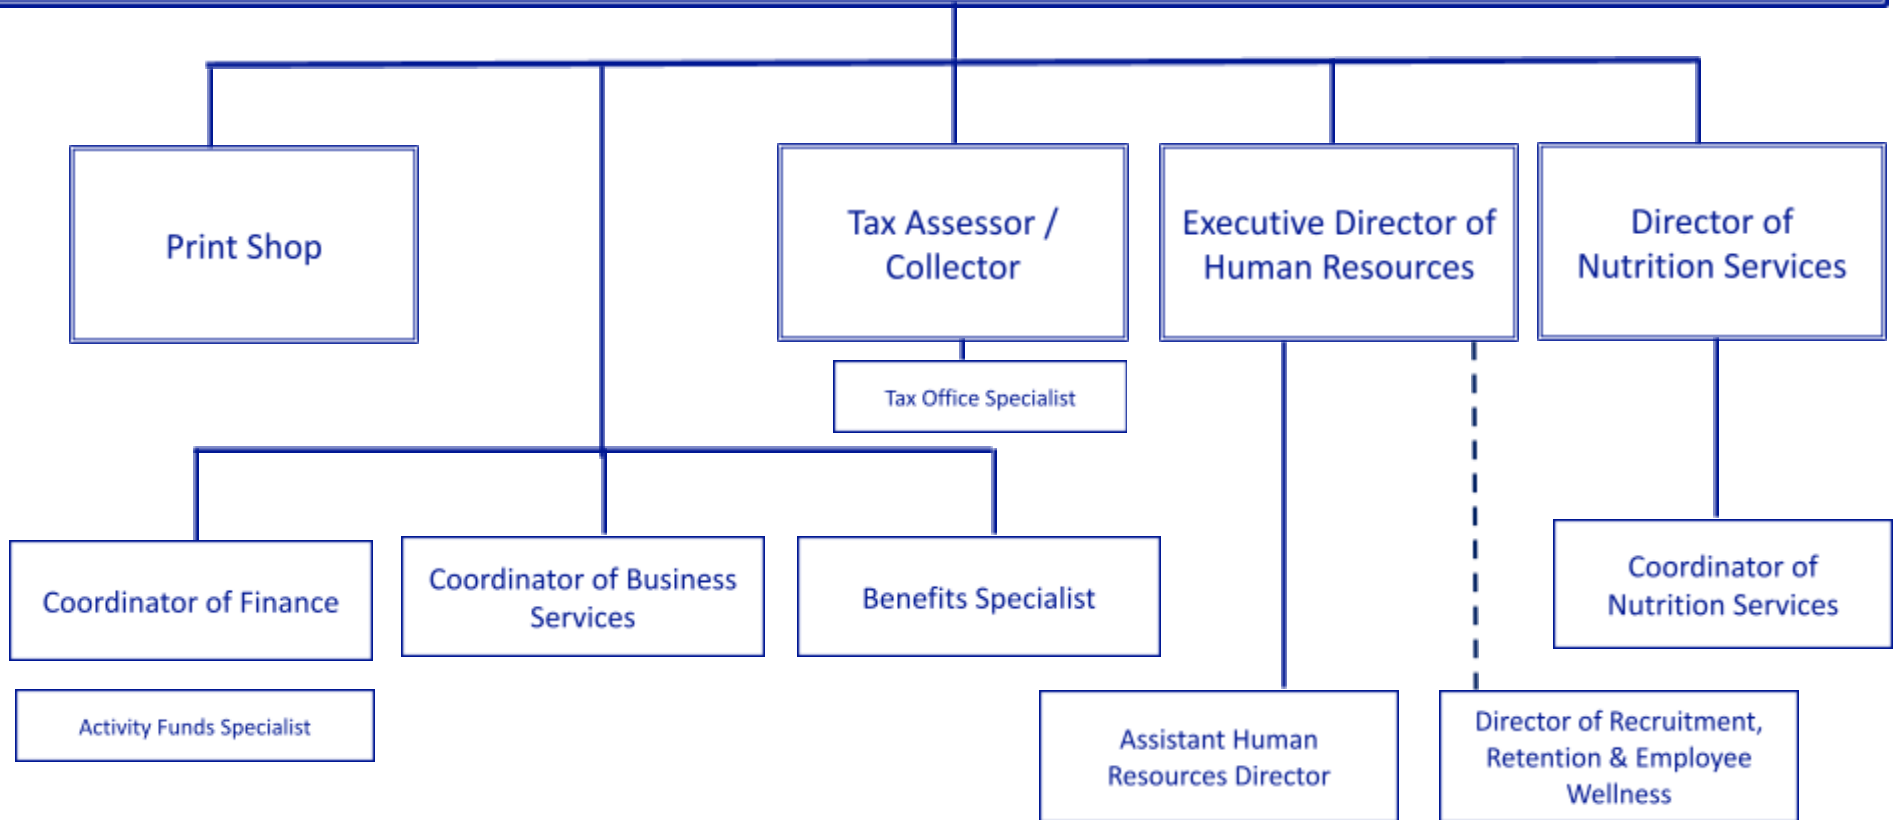 Print Shop
Tax Assessor /
Collector
Executive Director of
Human Resources
Director of
Nutrition Services
Tax Office Specialist
Coordinator of Finance
Coordinator of Business
Services
Benefits Specialist
Coordinator of
Nutrition Services
Activity Funds Specialist
Assistant Human
Resources Director
Director of Recruitment,
Retention & Employee
Wellness